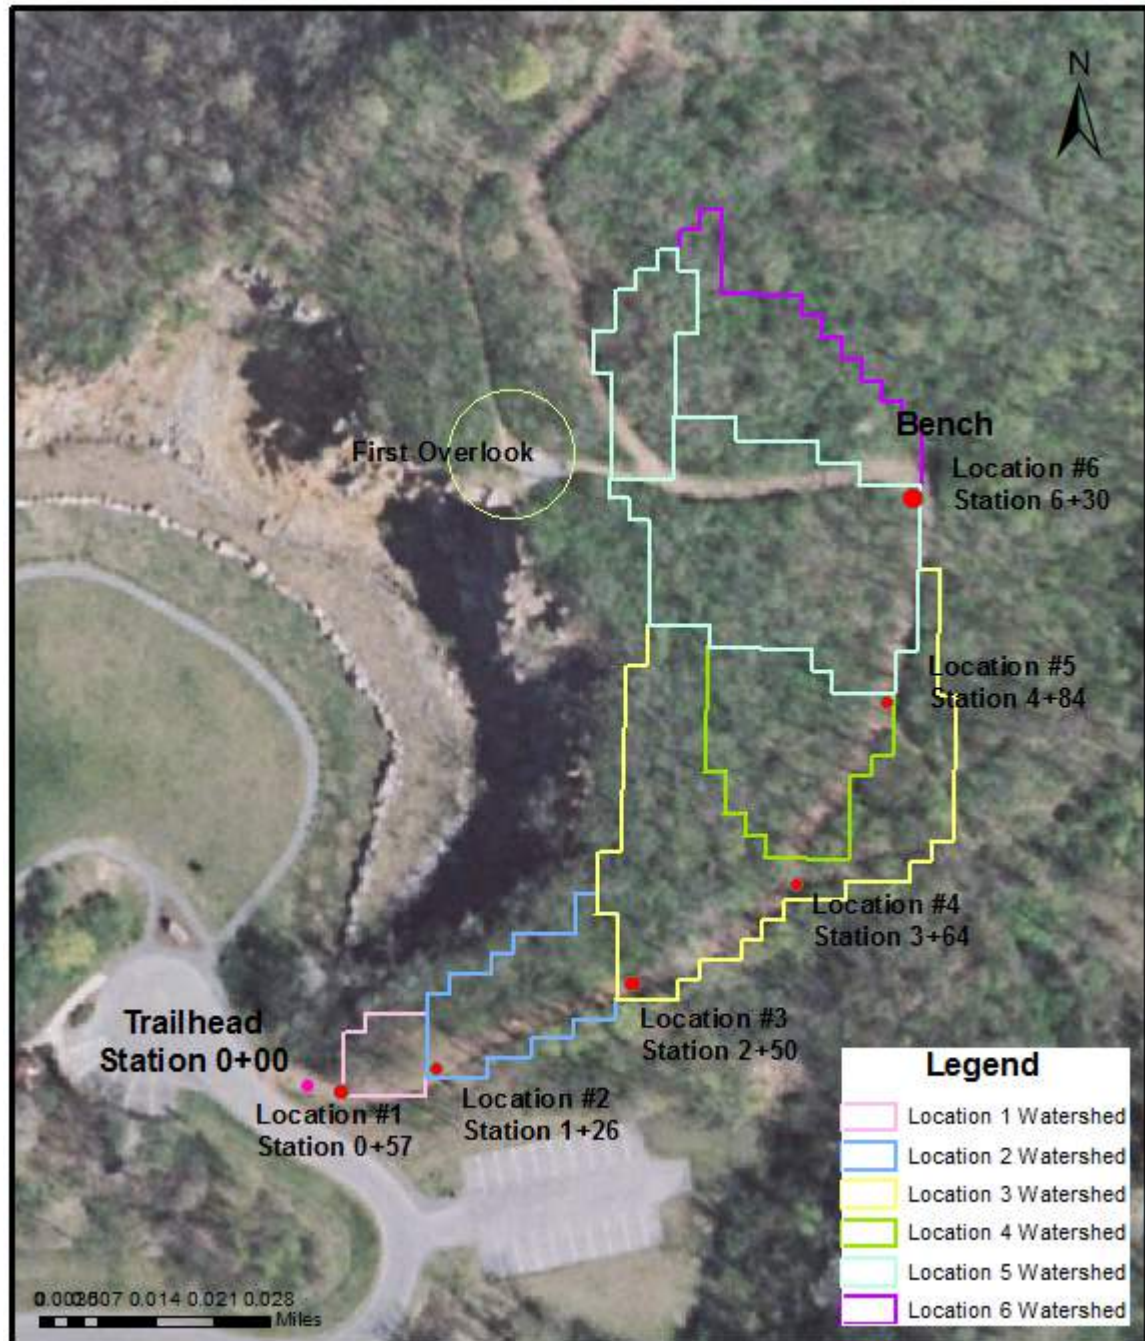 N
Bench
First Overlook
Location #6
Station 6+30
Location #5
Station 4+84
Location #4
Station 3+64
Location #3
Station 2+50
Trailhead
Station 0+00
Location #2
Station 1+26
Location #1
Station 0+57
Legend
Location 1 Watershed
Location 2 Watershed
Location 3 Watershed
Location 4 Watershed
Location 5 Watershed
Location 6 Watershed
0.014 0.021 0.028
Miles